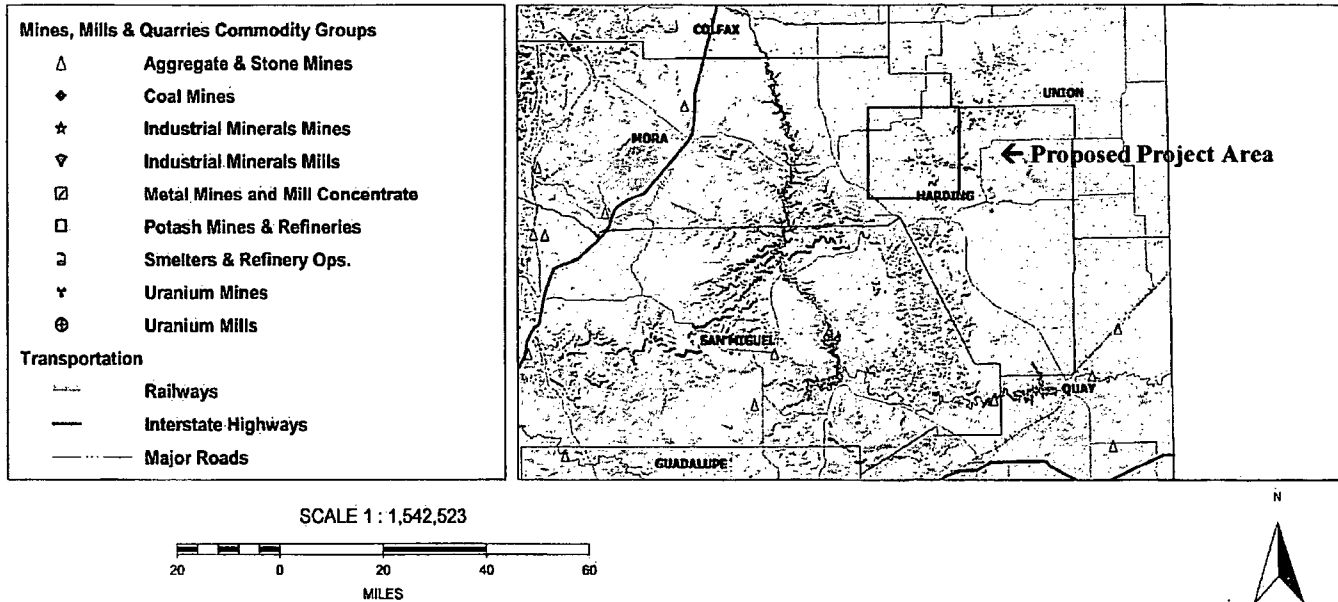 Mines, Mills & Quarries Commodity Groups
Aggregate & Stone Mines
Coal Mines
Industrial Minerals Mines
Industrial Minerals Mills
Metal Mines and Mill Concentrate
Potash Mines & Refineries
Smelters & Refinery Ops.
Uranium Mines
Uranium Mills
Transportation
Railways
Interstate Highways
Major Roads
COLFAX
UNION
MORA
← Proposed Project Area
HARDING
SAN MIGUEL
QUAY
GUADALUPE
SCALE 1 : 1,542,523
20 0 20 40 60
MILES
N